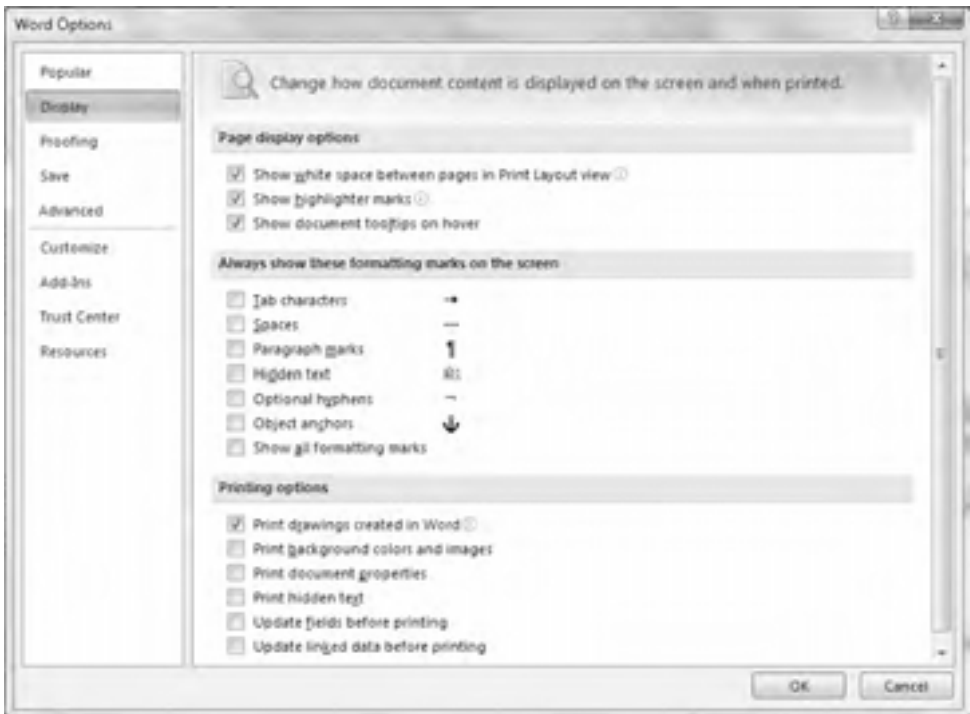 Word Options
Popular
Display
Proofing
Save
Advanced
Customize
Add-Ins
Trust Center
Resources
Change how document content is displayed on the screen and when printed.
Page display options
Show white space between pages in Print Layout view
Show highlighter marks
Show document tooltips on hover
Always show these formatting marks on the screen
Tab characters →
Spaces
Paragraph marks ¶
Hidden text
Optional hyphens ¬
Object anchors
Show all formatting marks
Printing options
Print drawings created in Word
Print background colors and images
Print document properties
Print hidden text
Update fields before printing
Update linked data before printing
OK Cancel